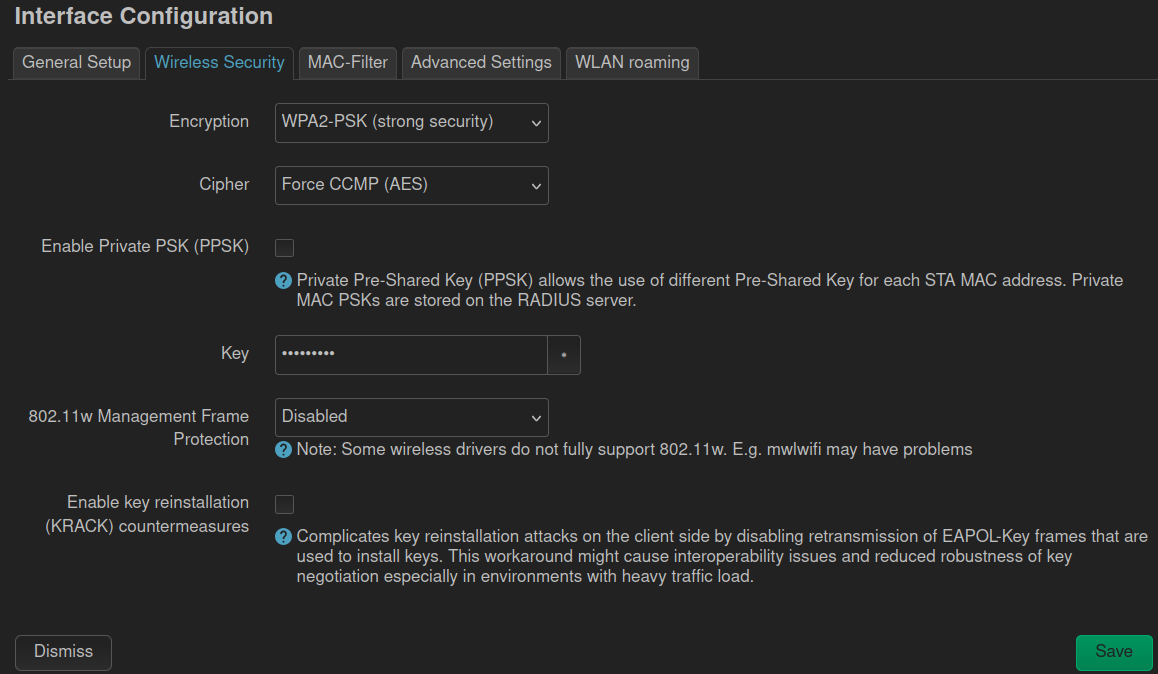 Interface Configuration
General Setup
Wireless Security
MAC-Filter
Advanced Settings
WLAN roaming
Encryption
WPA2-PSK (strong security)
Cipher
Force CCMP (AES)
Enable Private PSK (PPSK)
Private Pre-Shared Key (PPSK) allows the use of different Pre-Shared Key for each STA MAC address. Private
MAC PSKs are stored on the RADIUS server.
Key
•••••••••
802.11w Management Frame
Protection
Disabled
Note: Some wireless drivers do not fully support 802.11w. E.g. mwlwifi may have problems
Enable key reinstallation
(KRACK) countermeasures
Complicates key reinstallation attacks on the client side by disabling retransmission of EAPOL-Key frames that are
used to install keys. This workaround might cause interoperability issues and reduced robustness of key
negotiation especially in environments with heavy traffic load.
Dismiss
Save